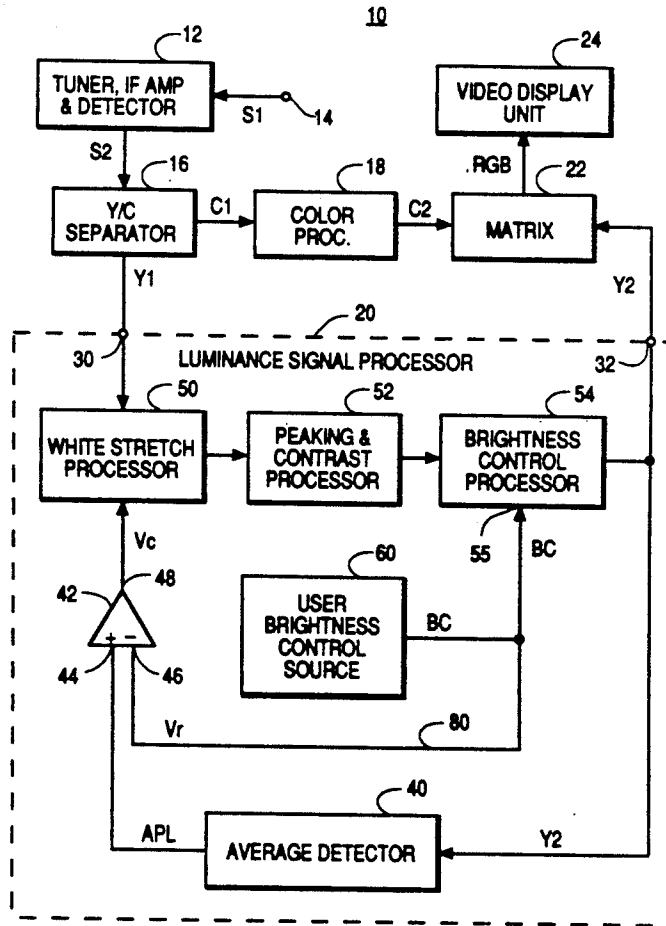 10
12
TUNER, IF AMP
& DETECTOR
S1
14
24
VIDEO DISPLAY
UNIT
S2
16
Y/C
SEPARATOR
C1
18
COLOR
PROC.
C2
RGB
22
MATRIX
Y1
Y2
20
30
32
LUMINANCE SIGNAL PROCESSOR
50
WHITE STRETCH
PROCESSOR
52
PEAKING &
CONTRAST
PROCESSOR
54
BRIGHTNESS
CONTROL
PROCESSOR
55
BC
Vc
42
48
+ −
44
46
60
USER
BRIGHTNESS
CONTROL
SOURCE
BC
Vr
80
40
APL
AVERAGE DETECTOR
Y2